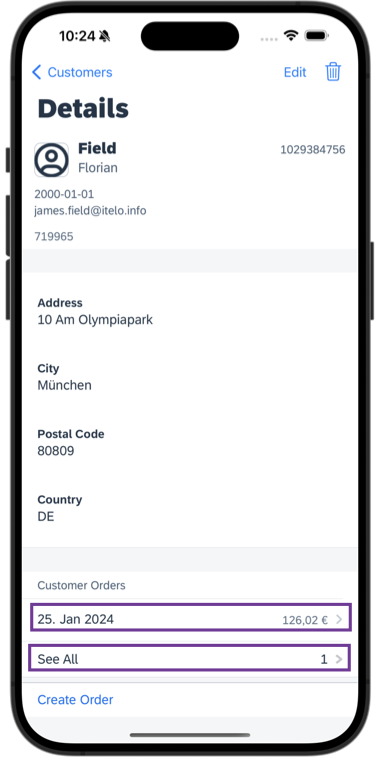 10:24
Customers Edit
Details
Field
1029384756
Florian
2000-01-01
james.field@itelo.info
719965
Address
10 Am Olympiapark
City
München
Postal Code
80809
Country
DE
Customer Orders
25. Jan 2024 126,02 €
See All 1
Create Order